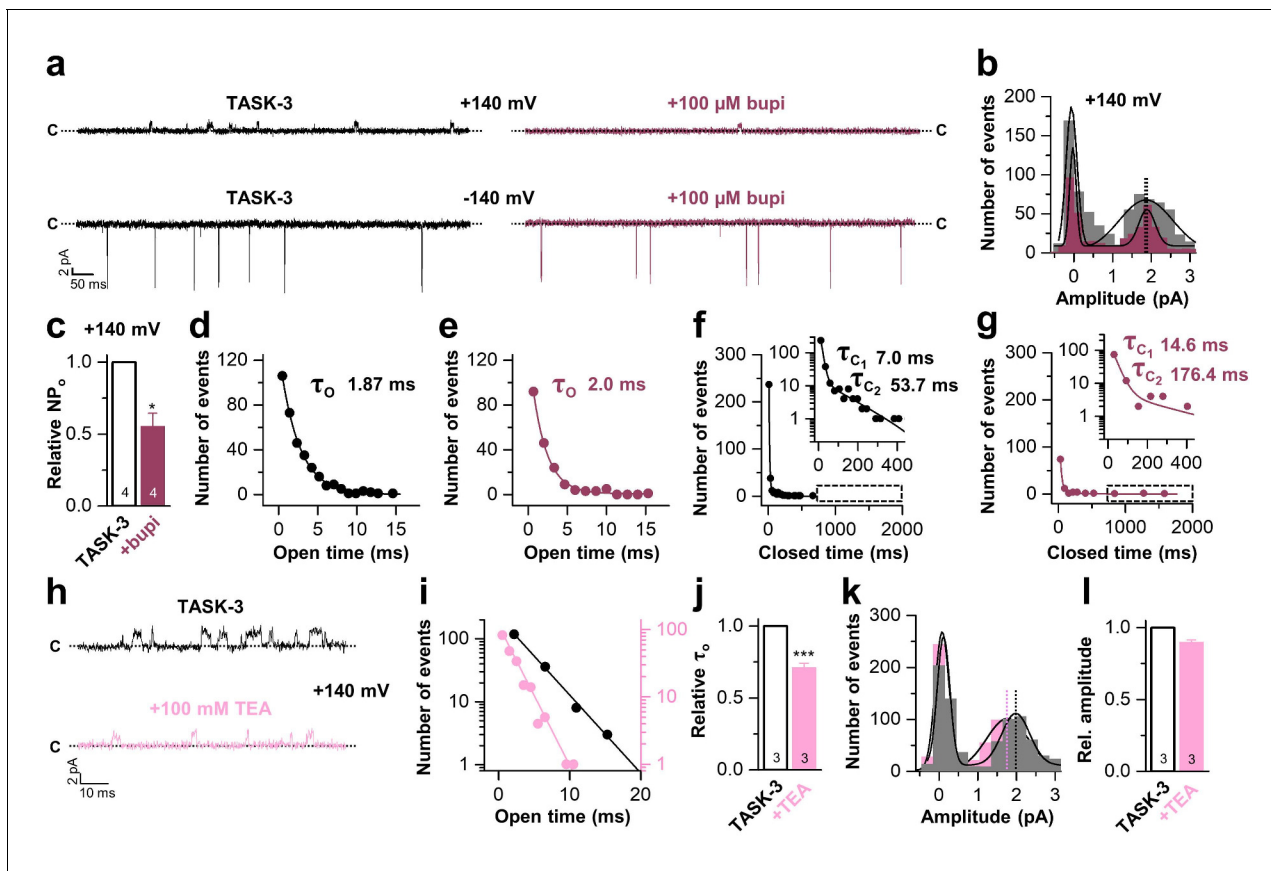 a
TASK-3 +140 mV +100 µM bupi
C C
TASK-3 -140 mV +100 µM bupi
C C
2 pA
50 ms
b
+140 mV
Number of events
200
150
100
50
0
0 1 2 3
Amplitude (pA)
c
+140 mV
Relative NPo
1.0
0.5
0.0
*
4 4
TASK-3
+bupi
d
Number of events
120
80
40
0
τO 1.87 ms
0 5 10 15
Open time (ms)
e
Number of events
120
80
40
0
τO 2.0 ms
0 5 10 15
Open time (ms)
f
Number of events
300
200
100
0
τC1 7.0 ms
τC2 53.7 ms
100
10
1
0 200 400
0 1000 2000
Closed time (ms)
g
Number of events
300
200
100
0
τC1 14.6 ms
τC2 176.4 ms
100
10
1
0 200 400
0 1000 2000
Closed time (ms)
h
TASK-3
C
+140 mV
+100 mM TEA
C
2 pA
10 ms
i
Number of events
100
10
1
100
10
1
0 10 20
Open time (ms)
j
Relative τo
1.0
0.5
0.0
***
3 3
TASK-3
+TEA
k
Number of events
300
200
100
0
0 1 2 3
Amplitude (pA)
l
Rel. amplitude
1.0
0.5
0.0
3 3
TASK-3
+TEA